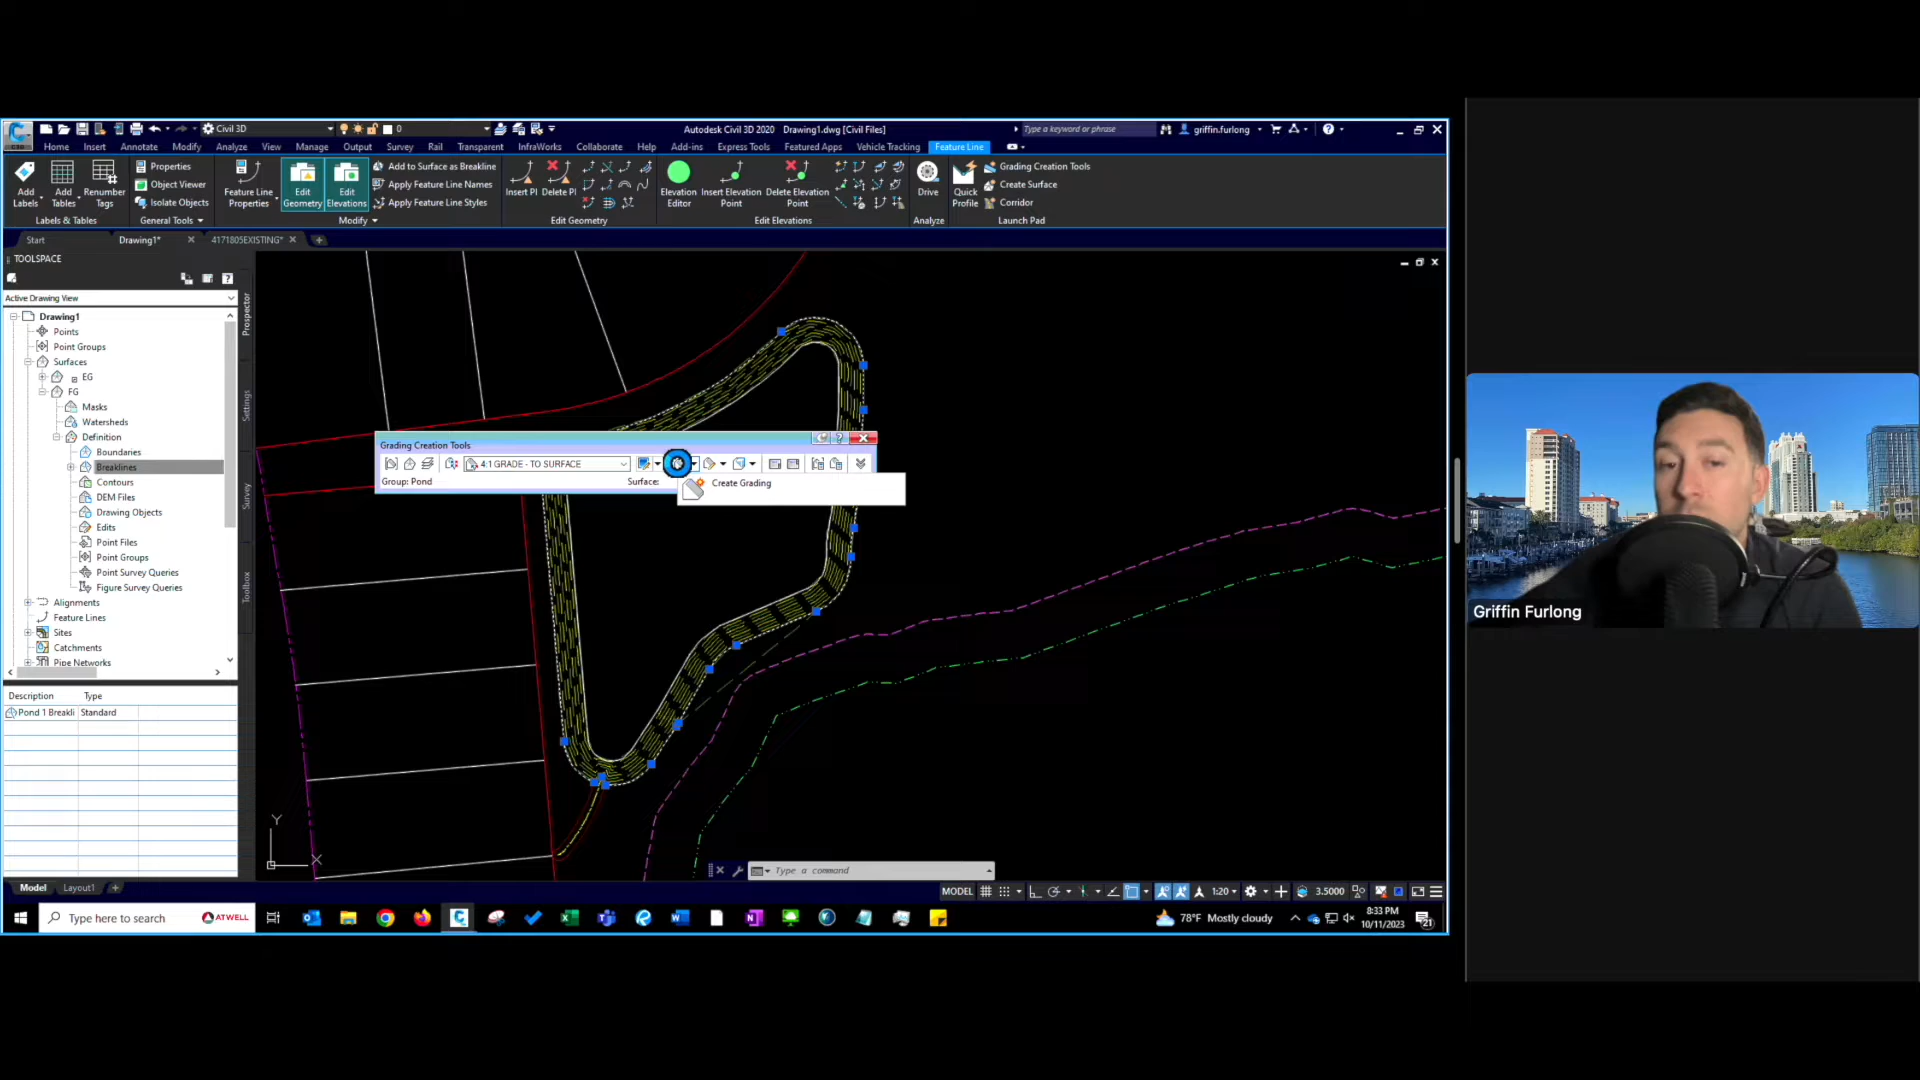 Civil 3D
0
Autodesk Civil 3D 2020 Drawing1.dwg [Civil Files]
Type a keyword or phrase
griffin.furlong
Home Insert Annotate Modify Analyze View Manage Output Survey Rail Transparent InfraWorks Collaborate Help Add-ins Express Tools Featured Apps Vehicle Tracking Feature Line
Add Labels
Add Tables
Renumber Tags
Properties
Object Viewer
Isolate Objects
Feature Line Properties
Edit Geometry
Edit Elevations
Add to Surface as Breakline
Apply Feature Line Names
Apply Feature Line Styles
Insert PI
Delete PI
Elevation Editor
Insert Elevation Point
Delete Elevation Point
Drive
Quick Profile
Grading Creation Tools
Create Surface
Corridor
Labels & Tables
General Tools
Modify
Edit Geometry
Edit Elevations
Analyze
Launch Pad
Start
Drawing1*
4171805EXISTING*
TOOLSPACE
Active Drawing View
Drawing1
Points
Point Groups
Surfaces
EG
FG
Masks
Watersheds
Definition
Boundaries
Breaklines
Contours
DEM Files
Drawing Objects
Edits
Point Files
Point Groups
Point Survey Queries
Figure Survey Queries
Alignments
Feature Lines
Sites
Catchments
Pipe Networks
Prospector
Settings
Survey
Toolbox
Description Type
Pond 1 Breakli Standard
Grading Creation Tools
4:1 GRADE - TO SURFACE
Group: Pond
Surface:
Create Grading
Y
X
Type a command
Model
Layout1
MODEL
1:20
3.5000
Type here to search
ATWELL
78°F Mostly cloudy
8:33 PM
10/11/2023
21
Griffin Furlong